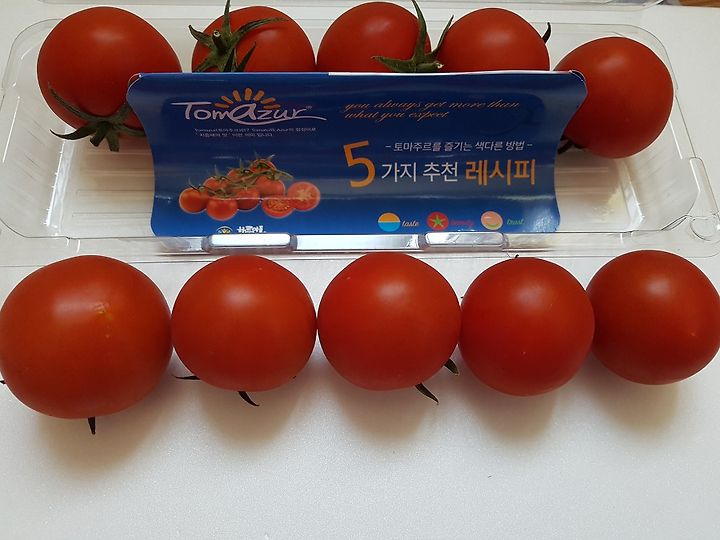 TomAzur®
you always get more than
what you expect
- 토마주르를 즐기는 색다른 방법 -
5가지 추천 레시피
taste
beauty
trust